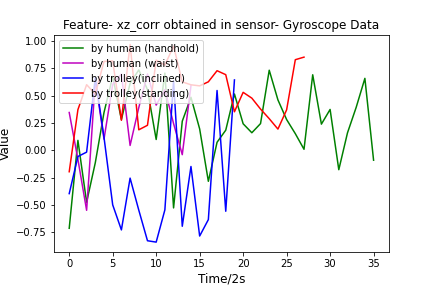 Feature- xz_corr obtained in sensor- Gyroscope Data
by human (handhold)
by human (waist)
by trolley(inclined)
by trolley(standing)
Value
1.00
0.75
0.50
0.25
0.00
−0.25
−0.50
−0.75
0 5 10 15 20 25 30 35
Time/2s